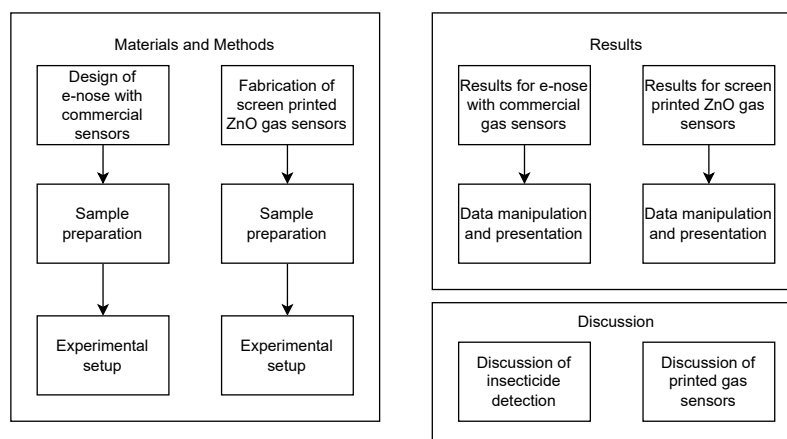 Materials and Methods
Design of
e-nose with
commercial
sensors
Fabrication of
screen printed
ZnO gas sensors
Sample
preparation
Sample
preparation
Experimental
setup
Experimental
setup
Results
Results for e-nose
with commercial
gas sensors
Results for screen
printed ZnO gas
sensors
Data manipulation
and presentation
Data manipulation
and presentation
Discussion
Discussion of
insecticide
detection
Discussion of
printed gas
sensors